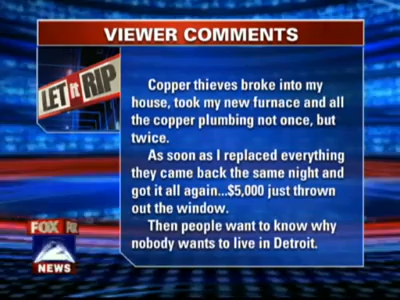 VIEWER COMMENTS
LET it RIP
Copper thieves broke into my
house, took my new furnace and all
the copper plumbing not once, but
twice.
As soon as I replaced everything
they came back the same night and
got it all again...$5,000 just thrown
out the window.
Then people want to know why
nobody wants to live in Detroit.
FOX
NEWS